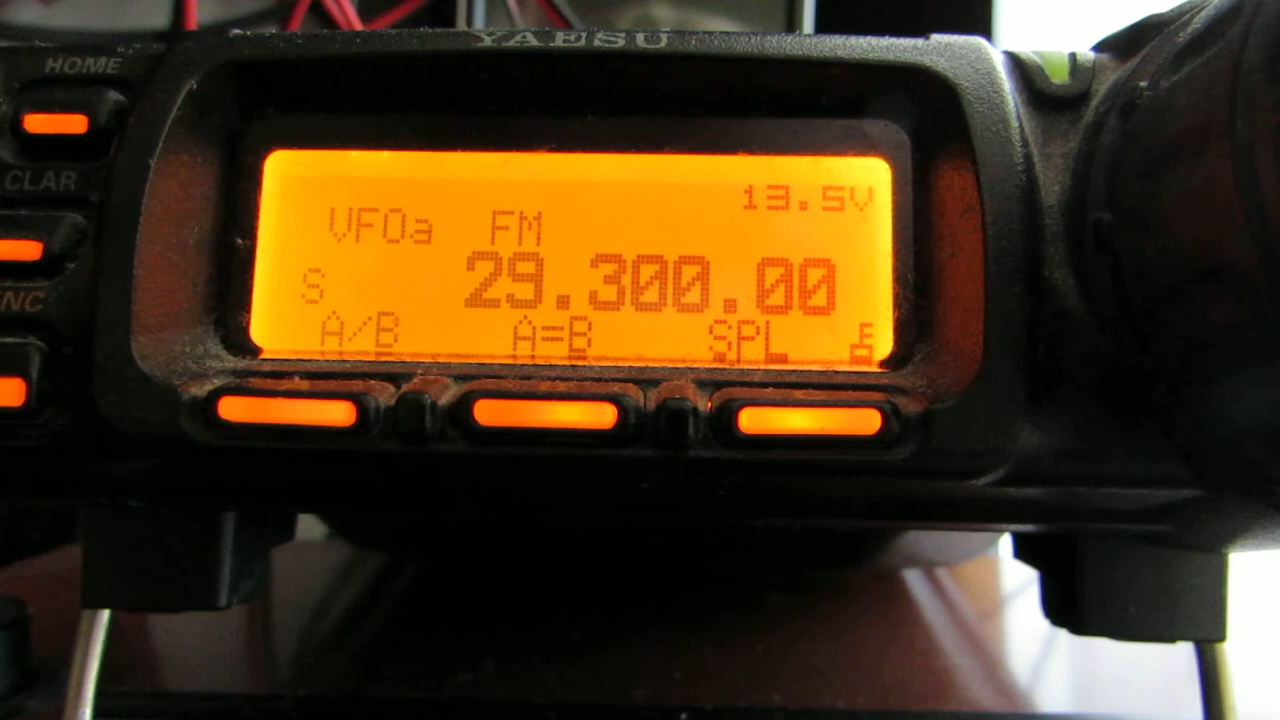 YAESU
HOME
CLAR
13.5V
VFOa FM
S 29.300.00
A/B A=B SPL